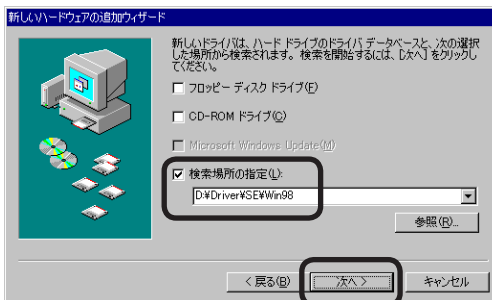 新しいハードウェアの追加ウィザード
新しいドライバは、ハード ドライブのドライバ データベースと、次の選択
した場所から検索されます。検索を開始するには、[次へ] をクリックし
てください。
フロッピー ディスク ドライブ(F)
CD-ROM ドライブ(C)
Microsoft Windows Update(M)
検索場所の指定(L):
D:¥Driver¥SE¥Win98
参照(R)...
< 戻る(B)
次へ >
キャンセル